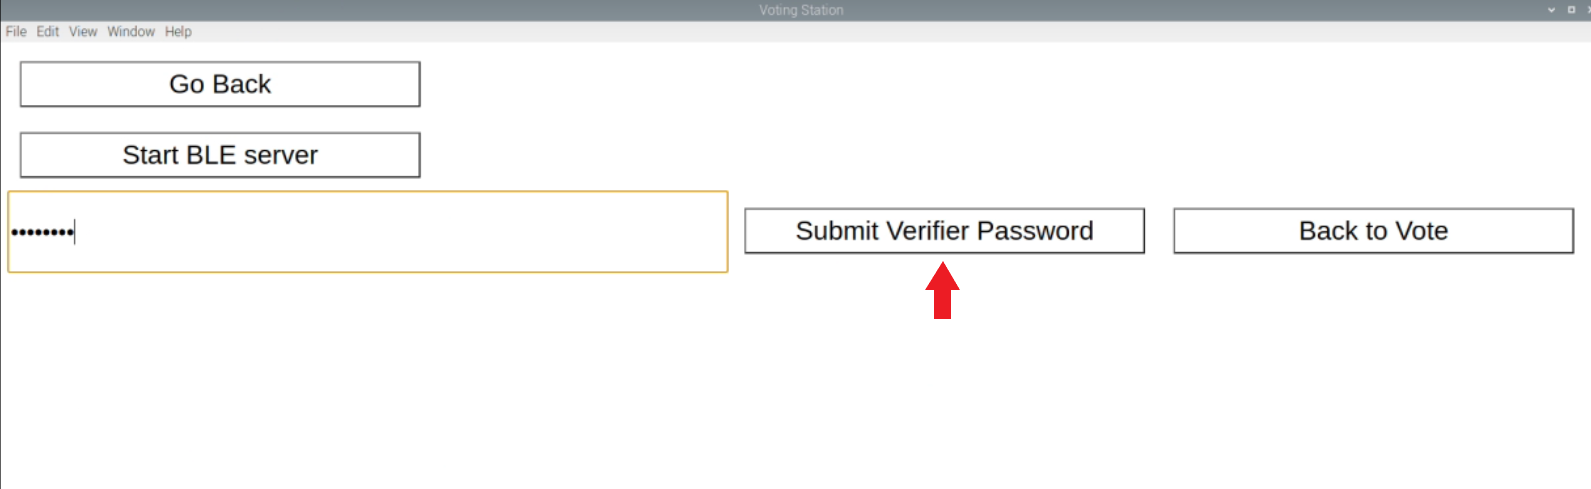 Voting Station
File Edit View Window Help
Go Back
Start BLE server
••••••••
Submit Verifier Password
Back to Vote